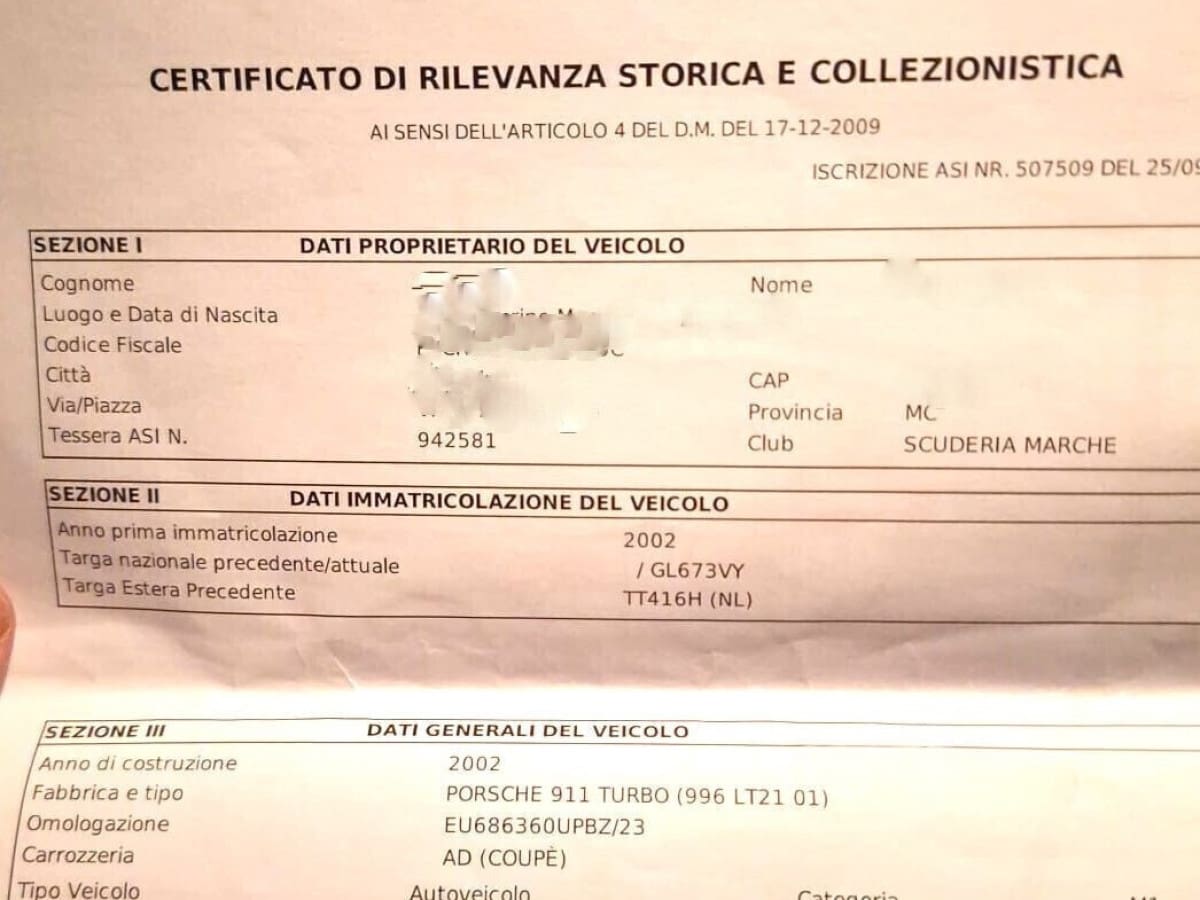 CERTIFICATO DI RILEVANZA STORICA E COLLEZIONISTICA
AI SENSI DELL'ARTICOLO 4 DEL D.M. DEL 17-12-2009
ISCRIZIONE ASI NR. 507509 DEL 25/09
SEZIONE I DATI PROPRIETARIO DEL VEICOLO
Cognome Nome
Luogo e Data di Nascita
Codice Fiscale
Città CAP
Via/Piazza Provincia MC
Tessera ASI N. 942581 Club SCUDERIA MARCHE
SEZIONE II DATI IMMATRICOLAZIONE DEL VEICOLO
Anno prima immatricolazione 2002
Targa nazionale precedente/attuale / GL673VY
Targa Estera Precedente TT416H (NL)
SEZIONE III DATI GENERALI DEL VEICOLO
Anno di costruzione 2002
Fabbrica e tipo PORSCHE 911 TURBO (996 LT21 01)
Omologazione EU686360UPBZ/23
Carrozzeria AD (COUPÈ)
Tipo Veicolo Autoveicolo Categoria